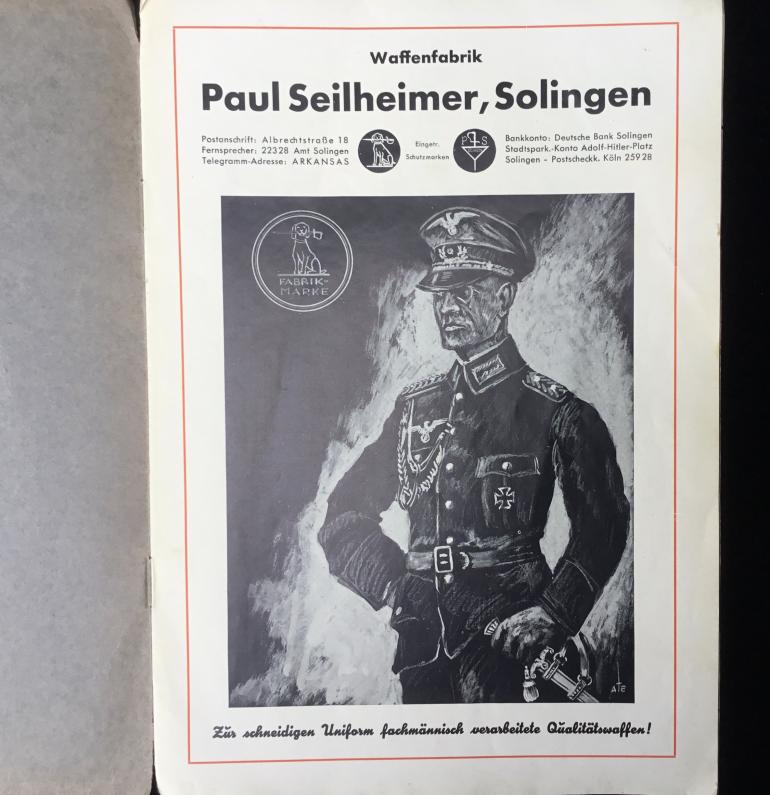 Waffenfabrik
Paul Seilheimer, Solingen
Postanschrift: Albrechtstraße 18
Fernsprecher: 22328 Amt Solingen
Telegramm-Adresse: ARKANSAS
Eingetr.
Schutzmarken
P S
Bankkonto: Deutsche Bank Solingen
Stadtspark.-Konto Adolf-Hitler-Platz
Solingen - Postscheckk. Köln 25928
FABRIK-
MARKE
ATE
Zur schneidigen Uniform fachmännisch verarbeitete Qualitätswaffen!